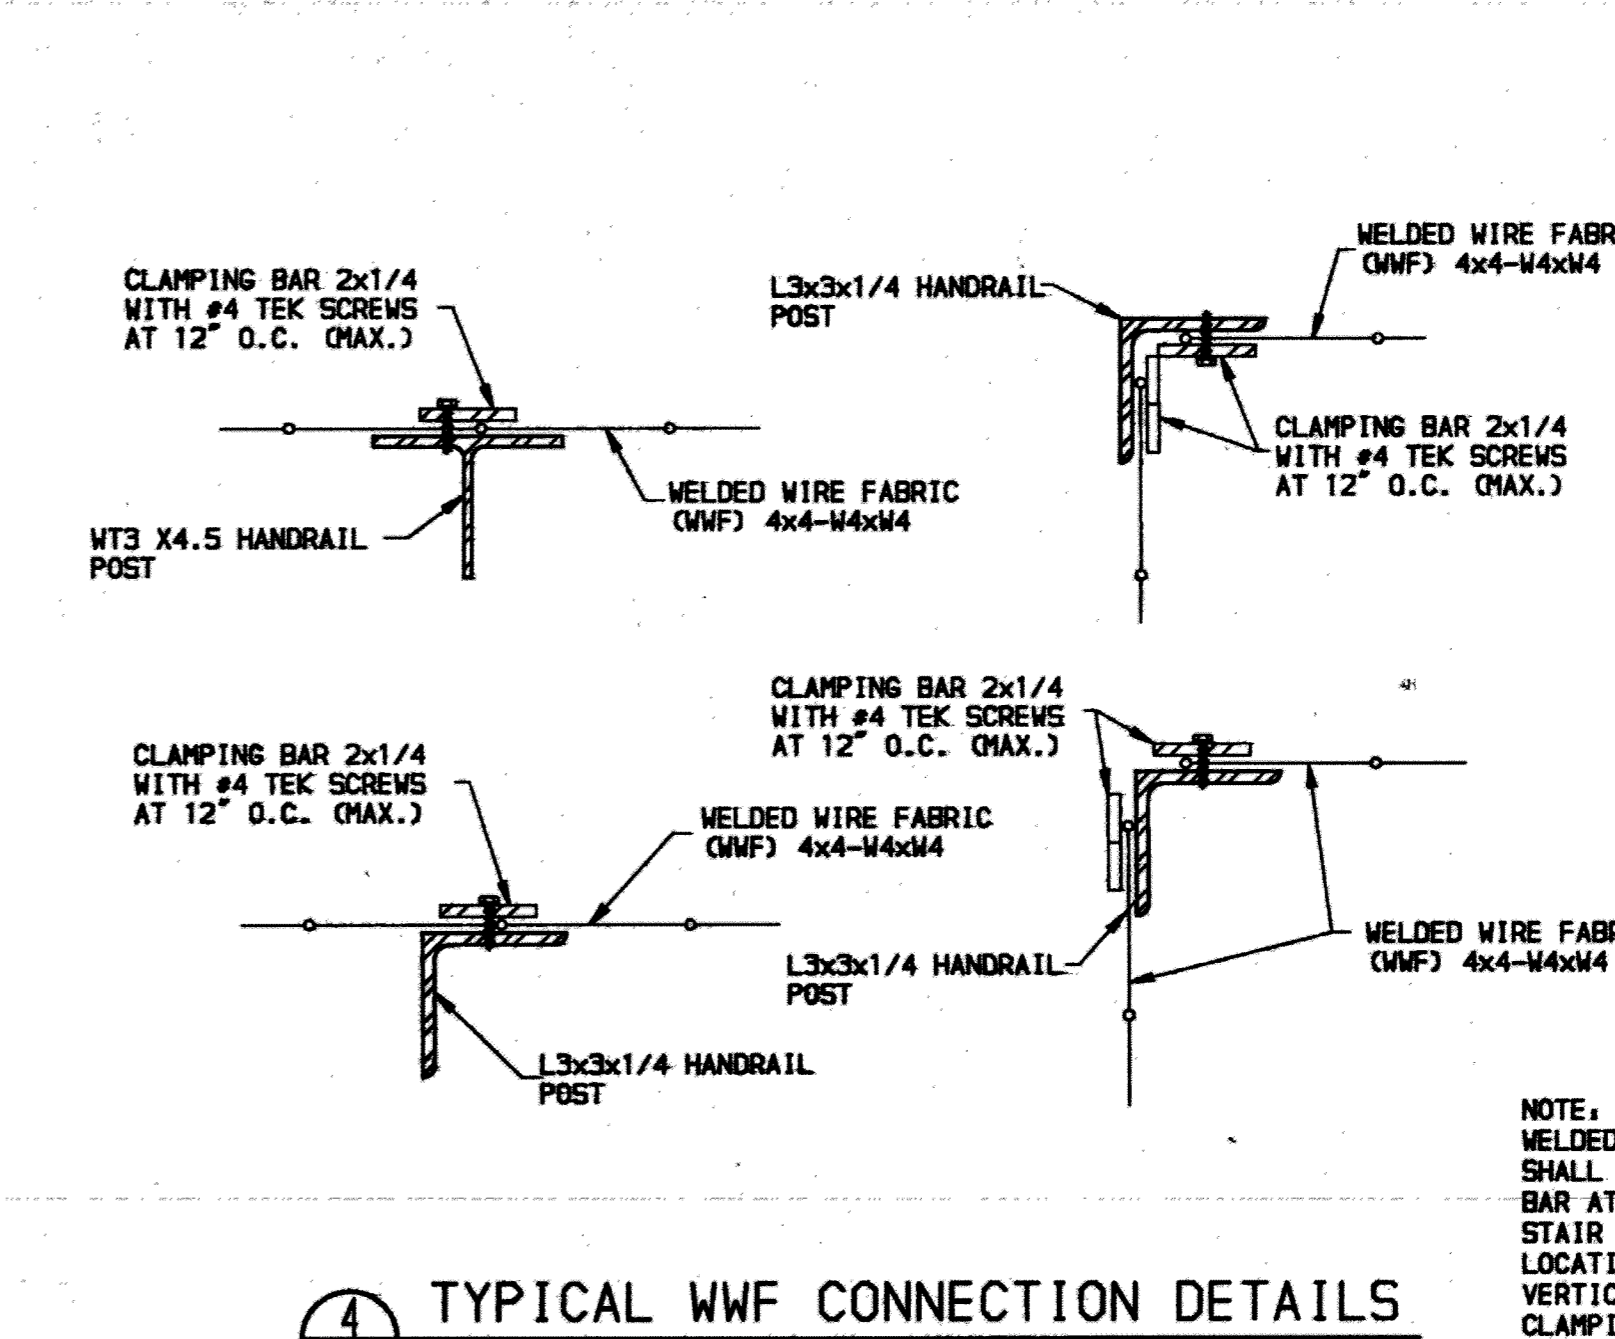 CLAMPING BAR 2x1/4
WITH #4 TEK SCREWS
AT 12" O.C. (MAX.)
WELDED WIRE FABRIC
(WWF) 4x4-W4xW4
WT3 X4.5 HANDRAIL
POST
WELDED WIRE FABR
(WWF) 4x4-W4xW4
L3x3x1/4 HANDRAIL
POST
CLAMPING BAR 2x1/4
WITH #4 TEK SCREWS
AT 12" O.C. (MAX.)
CLAMPING BAR 2x1/4
WITH #4 TEK SCREWS
AT 12" O.C. (MAX.)
WELDED WIRE FABRIC
(WWF) 4x4-W4xW4
L3x3x1/4 HANDRAIL
POST
CLAMPING BAR 2x1/4
WITH #4 TEK SCREWS
AT 12" O.C. (MAX.)
L3x3x1/4 HANDRAIL
POST
WELDED WIRE FAB
(WWF) 4x4-W4xW4
NOTE:
WELDED
SHALL
BAR AT
STAIR
LOCATI
VERTIC
CLAMPI
4 TYPICAL WWF CONNECTION DETAILS